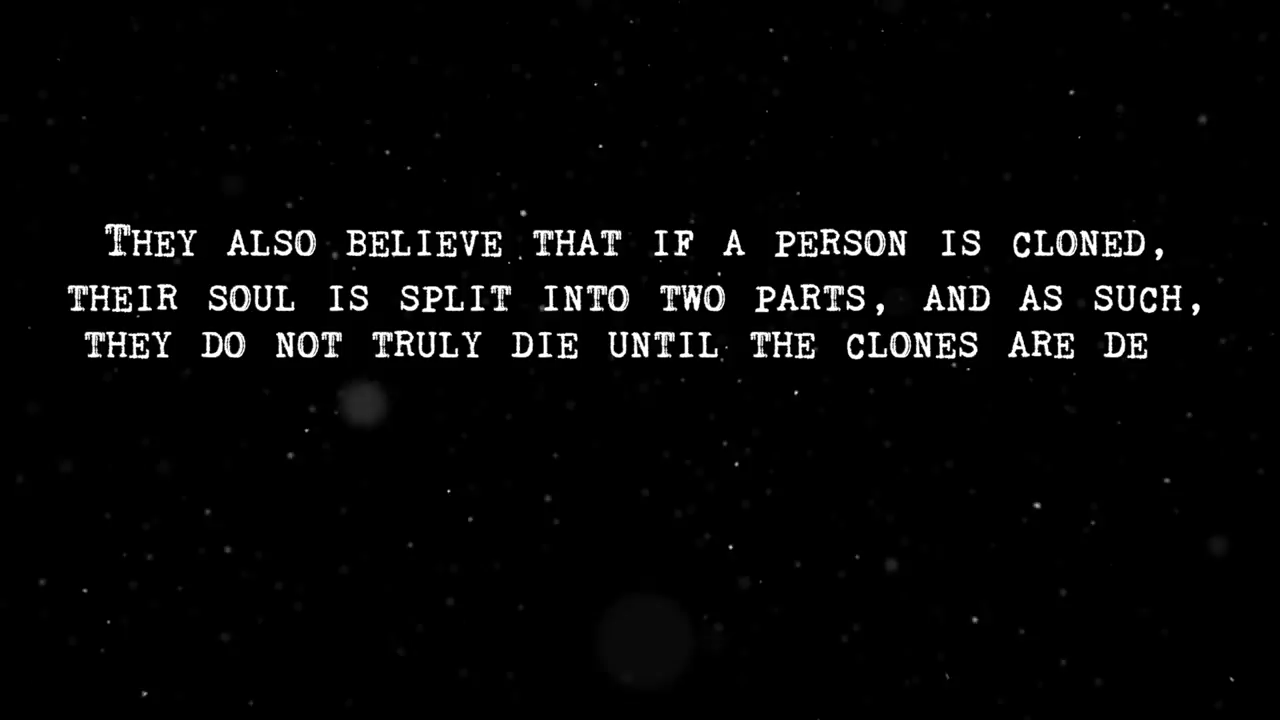 They also believe that if a person is cloned,
their soul is split into two parts, and as such,
they do not truly die until the clones are de